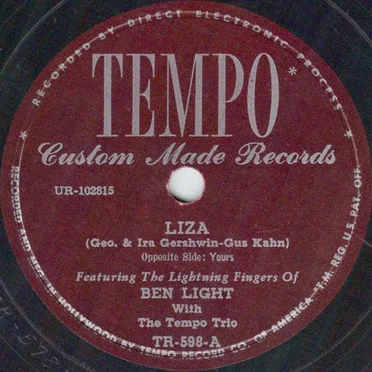 RECORDED BY DIRECT ELECTRONIC PROCESS
TEMPO*
Custom Made Records
UR-102815
LIZA
(Geo. & Ira Gershwin-Gus Kahn)
Opposite Side: Yours
Featuring The Lightning Fingers Of
BEN LIGHT
With
The Tempo Trio
TR-598-A
RECORDED AND MFG. IN HOLLYWOOD BY TEMPO RECORD CO. OF AMERICA *T.M. REG. U.S. PAT. OFF.